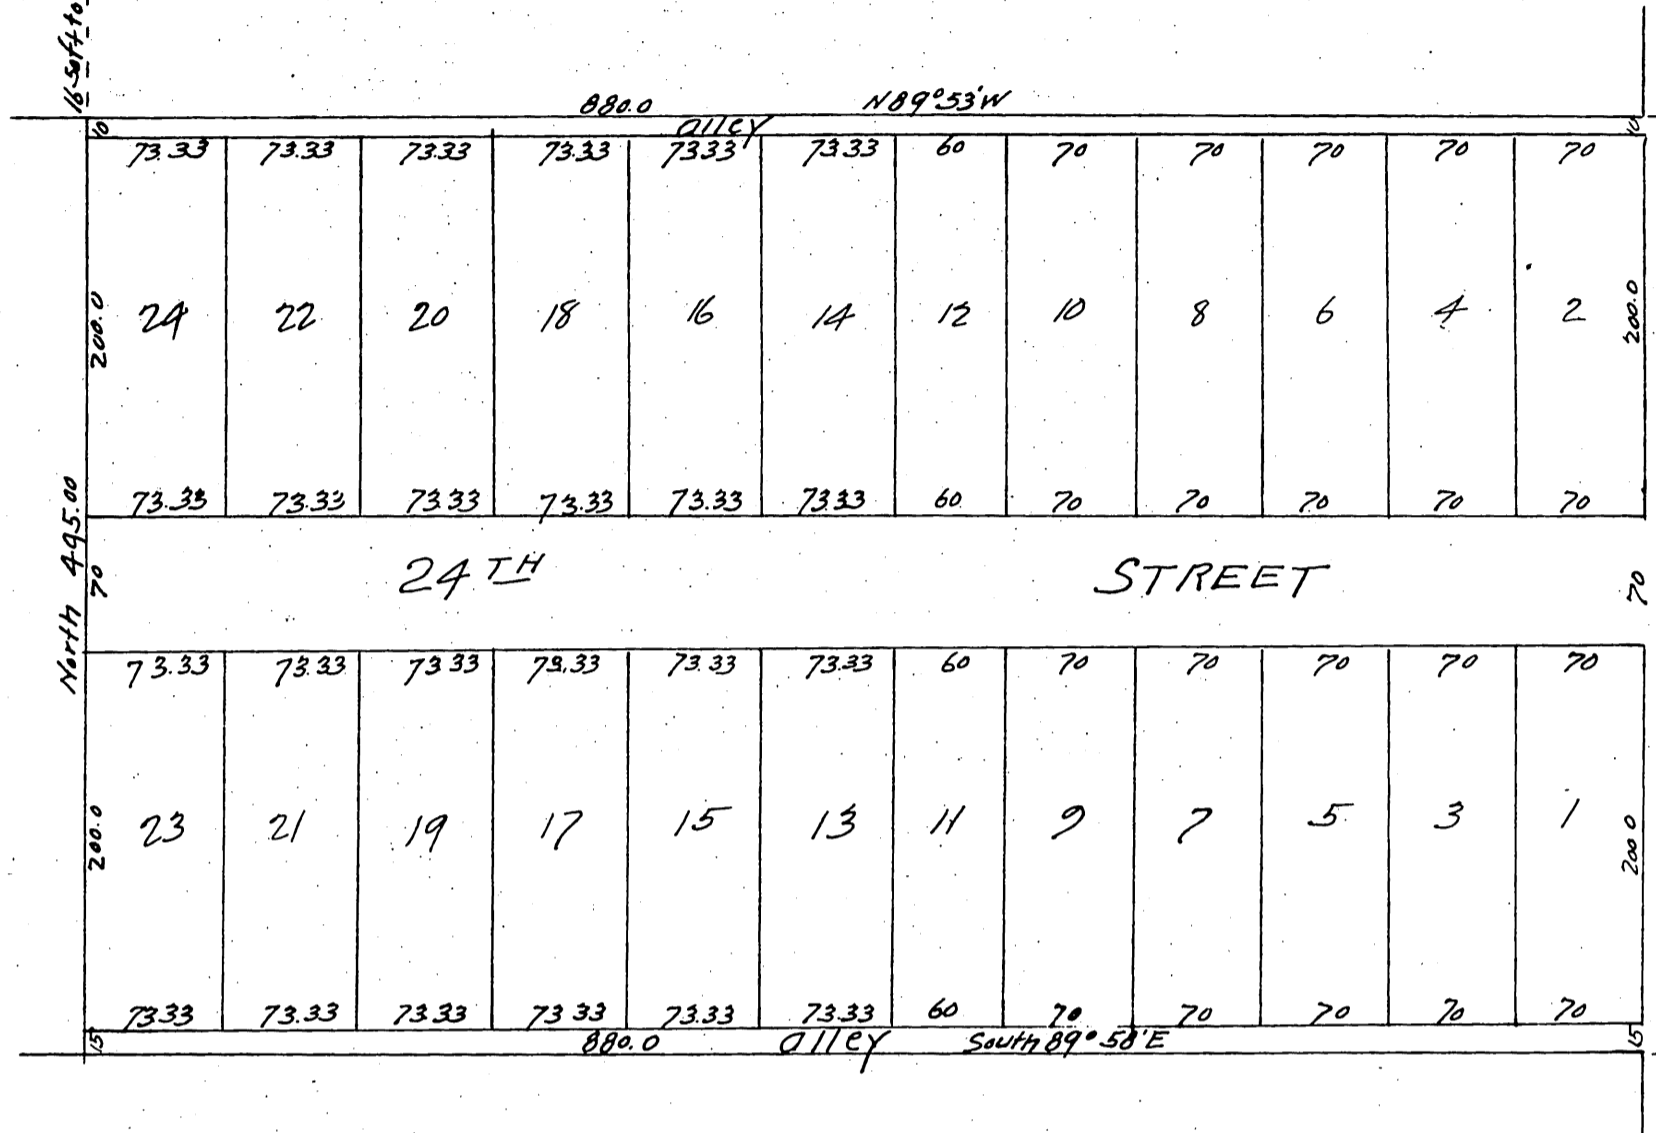 16.50 ft to
880.0 N89°53'W
alley
10 10
73.33 73.33 73.33 73.33 7333 73.33 60 70 70 70 70 70
200.0 24 22 20 18 16 14 12 10 8 6 4 2 200.0
73.33 73.33 73.33 73.33 73.33 73.33 60 70 70 70 70 70
North 495.00
70 24TH STREET 70
73.33 73.33 73.33 73.33 73.33 73.33 60 70 70 70 70 70
200.0 23 21 19 17 15 13 11 9 7 5 3 1 200 0
7333 73.33 73.33 73 33 73.33 73.33 60 70 70 70 70 70
15 880.0 alley South 89° 58'E 15